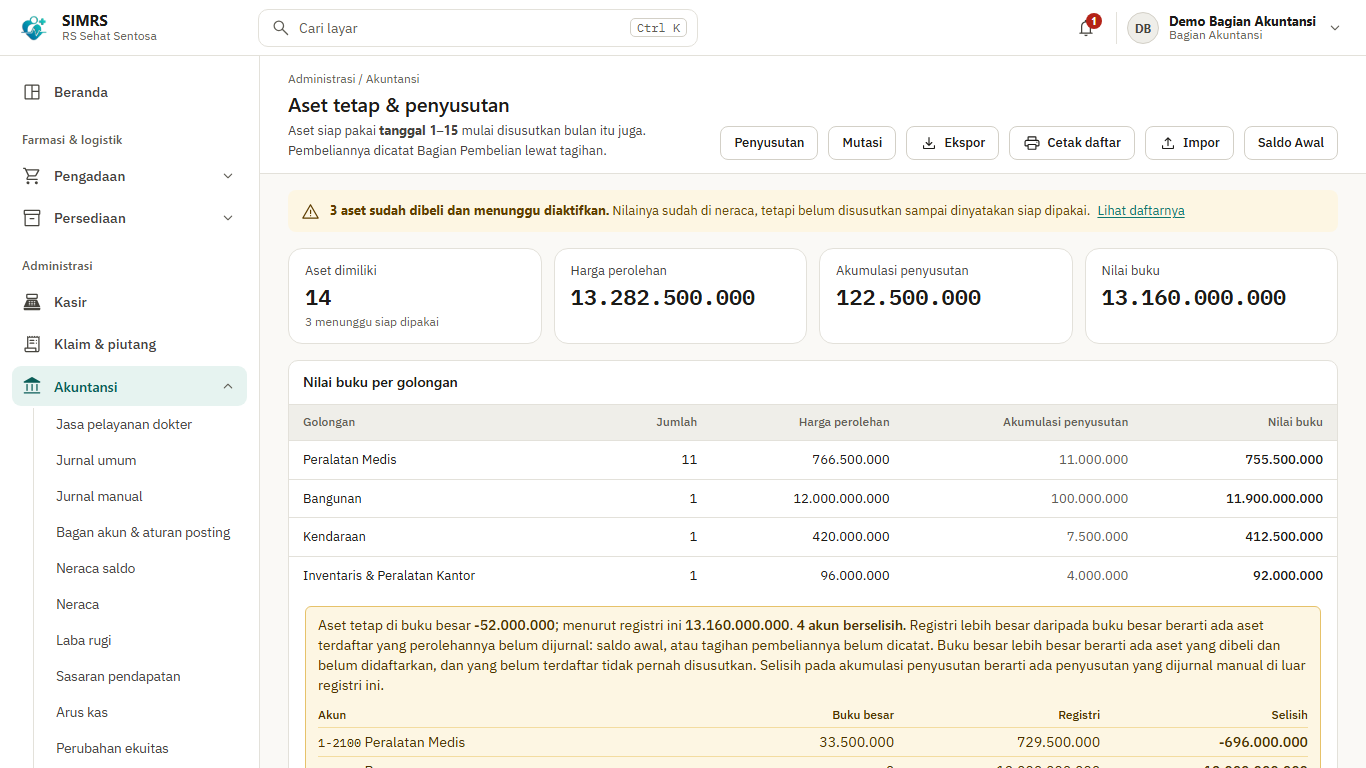 SIMRS
RS Sehat Sentosa
Cari layar
Ctrl K
1
DB
Demo Bagian Akuntansi
Bagian Akuntansi
Beranda
Farmasi & logistik
Pengadaan
Persediaan
Administrasi
Kasir
Klaim & piutang
Akuntansi
Jasa pelayanan dokter
Jurnal umum
Jurnal manual
Bagan akun & aturan posting
Neraca saldo
Neraca
Laba rugi
Sasaran pendapatan
Arus kas
Perubahan ekuitas
Administrasi / Akuntansi
Aset tetap & penyusutan
Aset siap pakai tanggal 1–15 mulai disusutkan bulan itu juga.
Pembeliannya dicatat Bagian Pembelian lewat tagihan.
Penyusutan
Mutasi
Ekspor
Cetak daftar
Impor
Saldo Awal
3 aset sudah dibeli dan menunggu diaktifkan. Nilainya sudah di neraca, tetapi belum disusutkan sampai dinyatakan siap dipakai. Lihat daftarnya
Aset dimiliki
14
3 menunggu siap dipakai
Harga perolehan
13.282.500.000
Akumulasi penyusutan
122.500.000
Nilai buku
13.160.000.000
Nilai buku per golongan
Golongan Jumlah Harga perolehan Akumulasi penyusutan Nilai buku
Peralatan Medis 11 766.500.000 11.000.000 755.500.000
Bangunan 1 12.000.000.000 100.000.000 11.900.000.000
Kendaraan 1 420.000.000 7.500.000 412.500.000
Inventaris & Peralatan Kantor 1 96.000.000 4.000.000 92.000.000
Aset tetap di buku besar -52.000.000; menurut registri ini 13.160.000.000. 4 akun berselisih. Registri lebih besar daripada buku besar berarti ada aset
terdaftar yang perolehannya belum dijurnal: saldo awal, atau tagihan pembeliannya belum dicatat. Buku besar lebih besar berarti ada aset yang dibeli dan
belum didaftarkan, dan yang belum terdaftar tidak pernah disusutkan. Selisih pada akumulasi penyusutan berarti ada penyusutan yang dijurnal manual di luar
registri ini.
Akun Buku besar Registri Selisih
1-2100 Peralatan Medis 33.500.000 729.500.000 -696.000.000